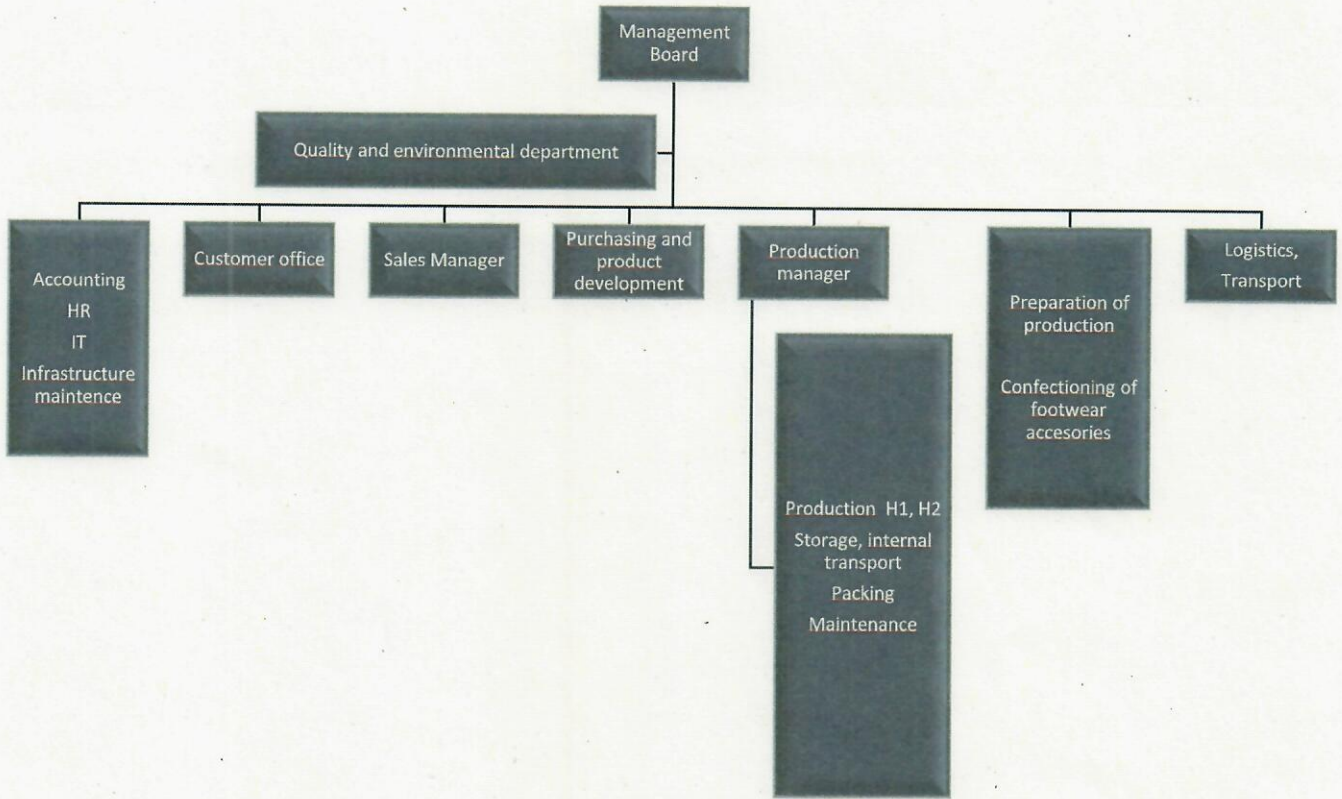 Management
Board
Quality and environmental department
Accounting
HR
IT
Infrastructure
maintence
Customer office
Sales Manager
Purchasing and
product
development
Production
manager
Production  H1, H2
Storage, internal
transport
Packing
Maintenance
Preparation of
production
Confectioning of
footwear
accesories
Logistics,
Transport